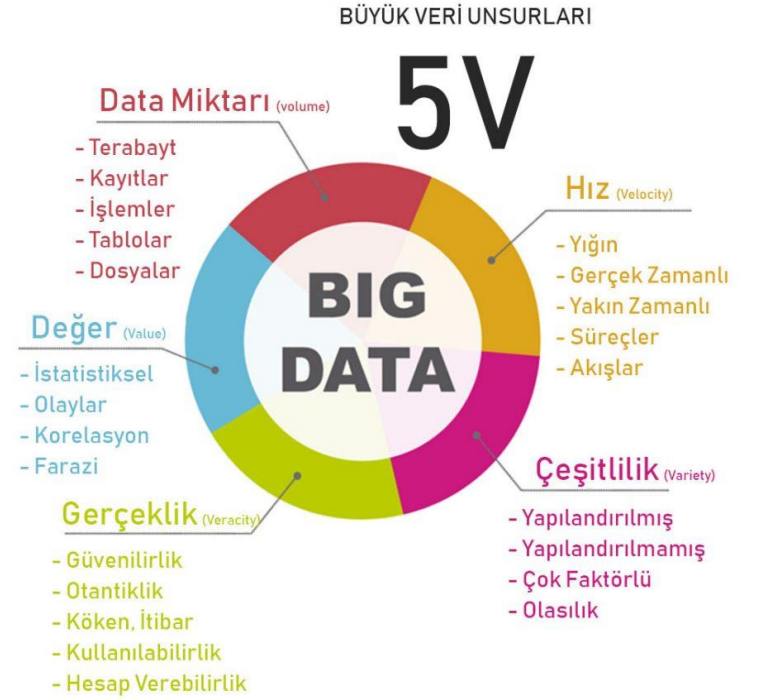 BÜYÜK VERİ UNSURLARI
5V
Data Miktarı (volume)
- Terabayt
- Kayıtlar
- İşlemler
- Tablolar
- Dosyalar
Hız (Velocity)
- Yığın
- Gerçek Zamanlı
- Yakın Zamanlı
- Süreçler
- Akışlar
BIG
DATA
Değer (Value)
- İstatistiksel
- Olaylar
- Korelasyon
- Farazi
Çeşitlilik (Variety)
- Yapılandırılmış
- Yapılandırılmamış
- Çok Faktörlü
- Olasılık
Gerçeklik (Veracity)
- Güvenilirlik
- Otantiklik
- Köken, İtibar
- Kullanılabilirlik
- Hesap Verebilirlik